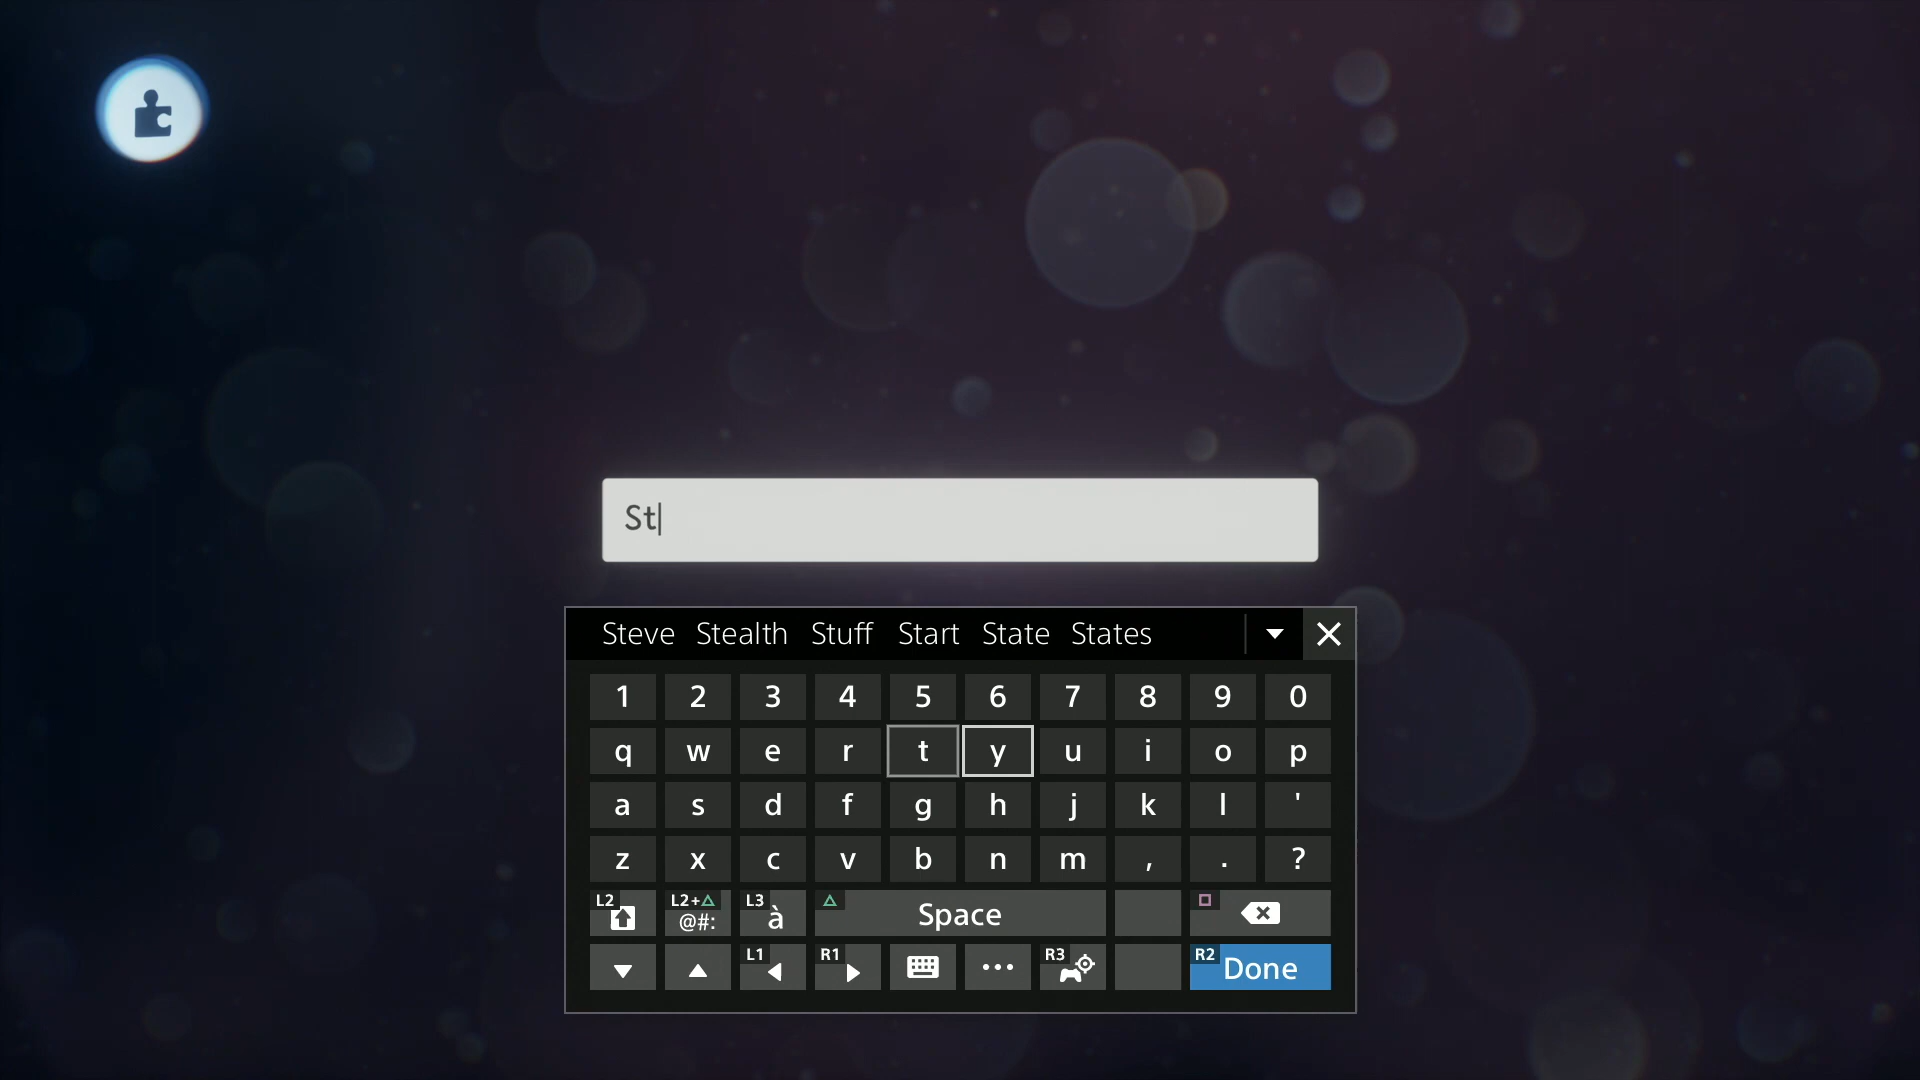 St
Steve Stealth Stuff Start State States
1 2 3 4 5 6 7 8 9 0
q w e r t y u i o p
a s d f g h j k l '
z x c v b n m , . ?
L2 L2+△ @#: L3 à △ Space □
L1 R1 ... R3 R2 Done